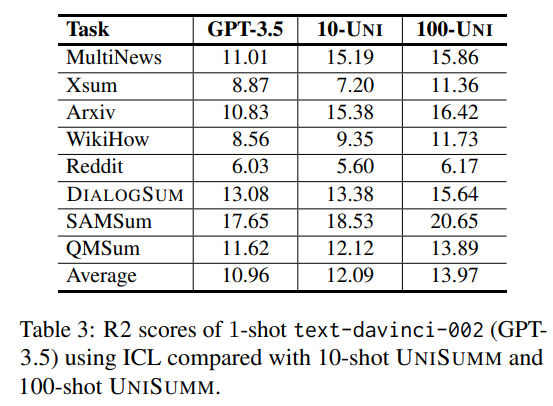 Task GPT-3.5 10-UNI 100-UNI
MultiNews 11.01 15.19 15.86
Xsum 8.87 7.20 11.36
Arxiv 10.83 15.38 16.42
WikiHow 8.56 9.35 11.73
Reddit 6.03 5.60 6.17
DIALOGSUM 13.08 13.38 15.64
SAMSum 17.65 18.53 20.65
QMSum 11.62 12.12 13.89
Average 10.96 12.09 13.97
Table 3: R2 scores of 1-shot text-davinci-002 (GPT-
3.5) using ICL compared with 10-shot UNISUMM and
100-shot UNISUMM.